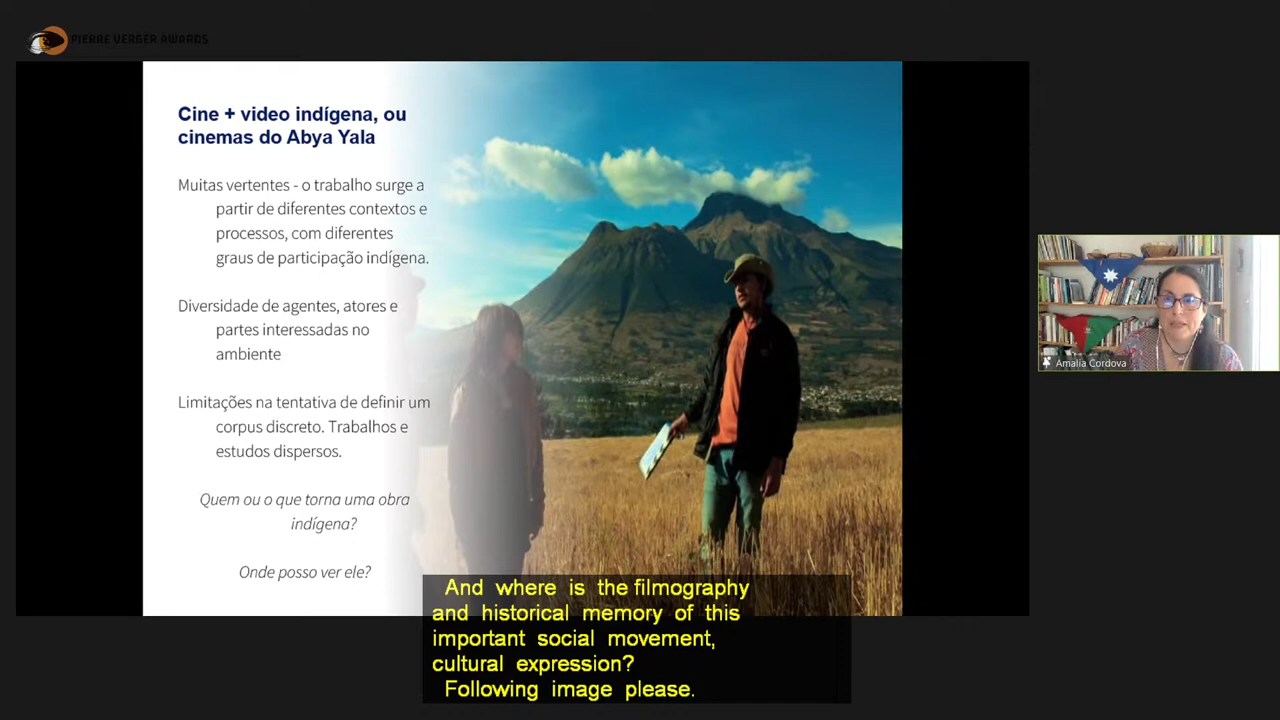 PIERRE VERGER AWARDS
Cine + video indígena, ou
cinemas do Abya Yala
Muitas vertentes - o trabalho surge a
partir de diferentes contextos e
processos, com diferentes
graus de participação indígena.
Diversidade de agentes, atores e
partes interessadas no
ambiente
Limitações na tentativa de definir um
corpus discreto. Trabalhos e
estudos dispersos.
Quem ou o que torna uma obra
indígena?
Onde posso ver ele?
Amalia Cordova
And where is the filmography
and historical memory of this
important social movement,
cultural expression?
Following image please.